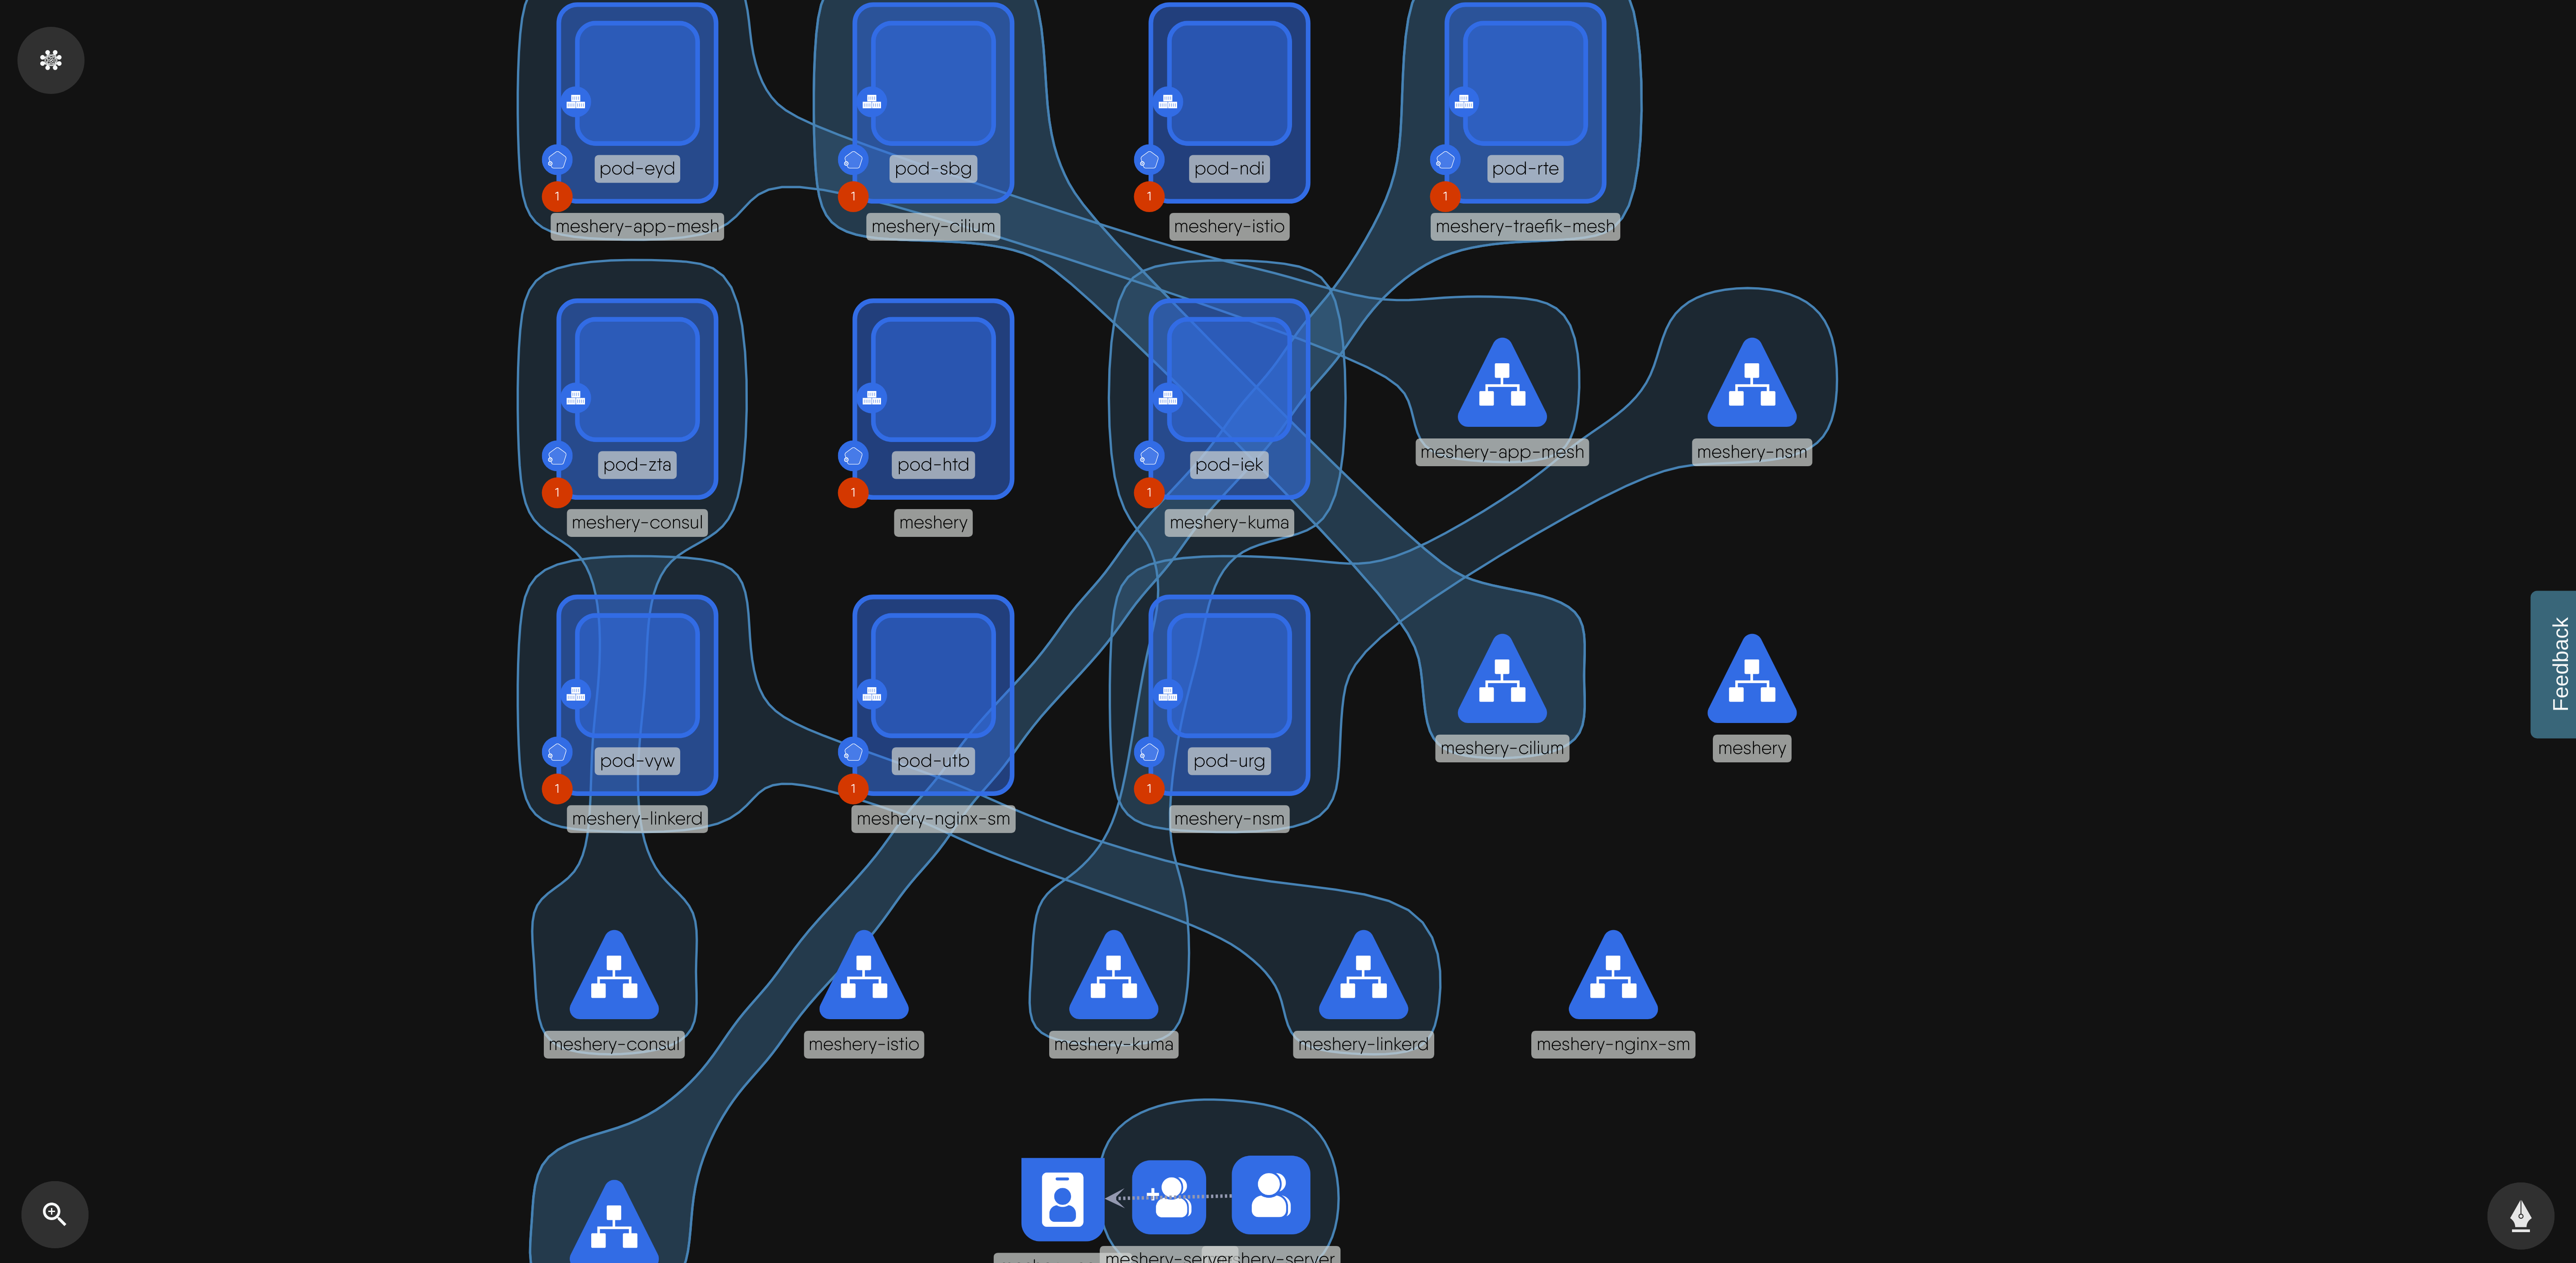 pod-eyd
pod-sbg
pod-ndi
pod-rte
1
1
1
1
meshery-app-mesh
meshery-cilium
meshery-istio
meshery-traefik-mesh
pod-zta
pod-htd
pod-iek
meshery-app-mesh
meshery-nsm
1
1
1
meshery-consul
meshery
meshery-kuma
Feedback
pod-vyw
pod-utb
pod-urg
meshery-cilium
meshery
1
1
1
meshery-linkerd
meshery-nginx-sm
meshery-nsm
meshery-consul
meshery-istio
meshery-kuma
meshery-linkerd
meshery-nginx-sm
meshery-server